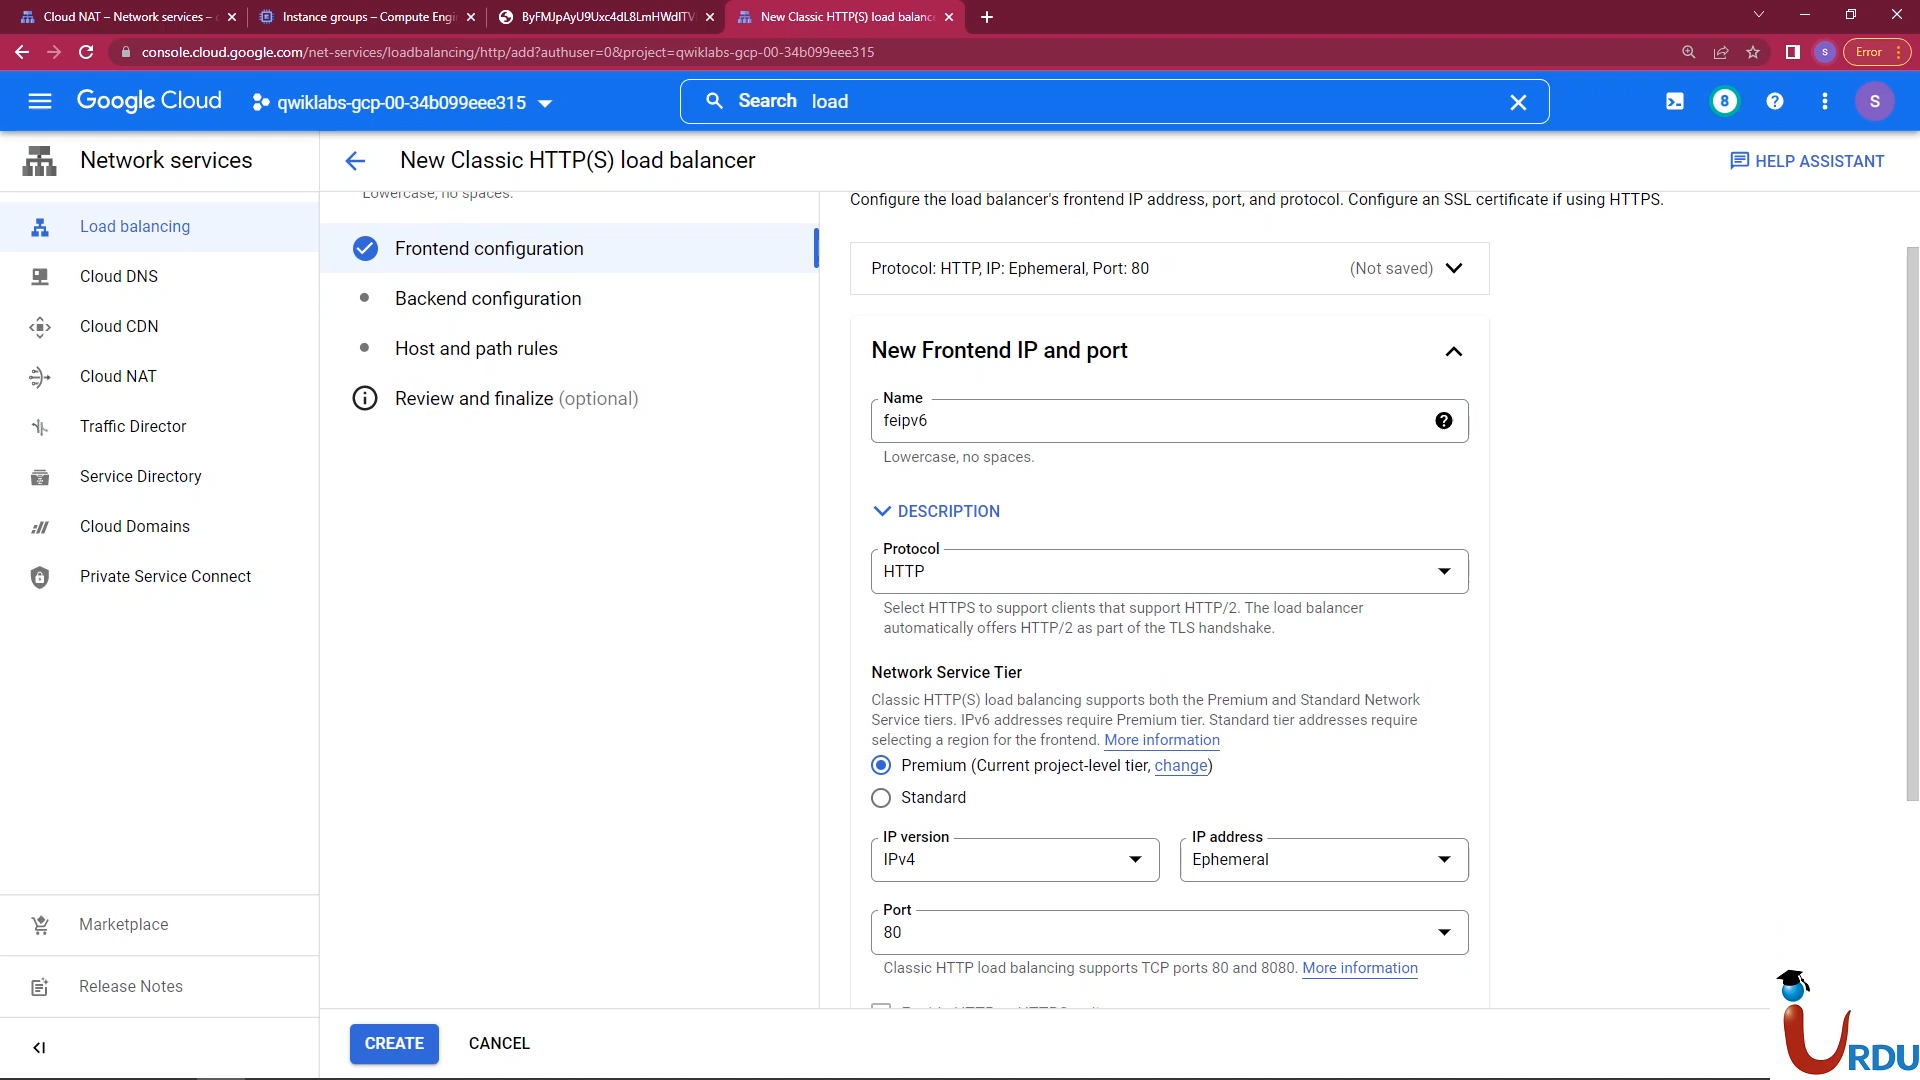 Cloud NAT – Network services –
Instance groups – Compute Engi
ByFMJpAyU9Uxc4dL8LmHWdITV
New Classic HTTP(S) load balance
console.cloud.google.com/net-services/loadbalancing/http/add?authuser=0&project=qwiklabs-gcp-00-34b099eee315
S
Error
Google Cloud
qwiklabs-gcp-00-34b099eee315
Search load
8
S
Network services
New Classic HTTP(S) load balancer
HELP ASSISTANT
Load balancing
Cloud DNS
Cloud CDN
Cloud NAT
Traffic Director
Service Directory
Cloud Domains
Private Service Connect
Marketplace
Release Notes
Lowercase, no spaces.
Frontend configuration
Backend configuration
Host and path rules
Review and finalize (optional)
Configure the load balancer's frontend IP address, port, and protocol. Configure an SSL certificate if using HTTPS.
Protocol: HTTP, IP: Ephemeral, Port: 80 (Not saved)
New Frontend IP and port
Name
feipv6
Lowercase, no spaces.
DESCRIPTION
Protocol
HTTP
Select HTTPS to support clients that support HTTP/2. The load balancer
automatically offers HTTP/2 as part of the TLS handshake.
Network Service Tier
Classic HTTP(S) load balancing supports both the Premium and Standard Network
Service tiers. IPv6 addresses require Premium tier. Standard tier addresses require
selecting a region for the frontend. More information
Premium (Current project-level tier, change)
Standard
IP version
IPv4
IP address
Ephemeral
Port
80
Classic HTTP load balancing supports TCP ports 80 and 8080. More information
CREATE
CANCEL
iURDU